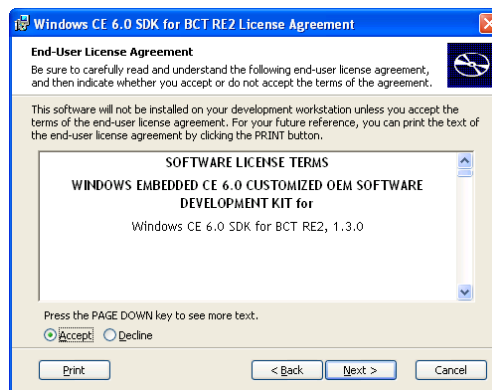 Windows CE 6.0 SDK for BCT RE2 License Agreement
End-User License Agreement
Be sure to carefully read and understand the following end-user license agreement,
and then indicate whether you accept or do not accept the terms of the agreement.
This software will not be installed on your development workstation unless you accept the
terms of the end-user license agreement. For your future reference, you can print the text of
the end-user license agreement by clicking the PRINT button.
SOFTWARE LICENSE TERMS
WINDOWS EMBEDDED CE 6.0 CUSTOMIZED OEM SOFTWARE
DEVELOPMENT KIT for
Windows CE 6.0 SDK for BCT RE2, 1.3.0
Press the PAGE DOWN key to see more text.
Accept Decline
Print < Back Next > Cancel